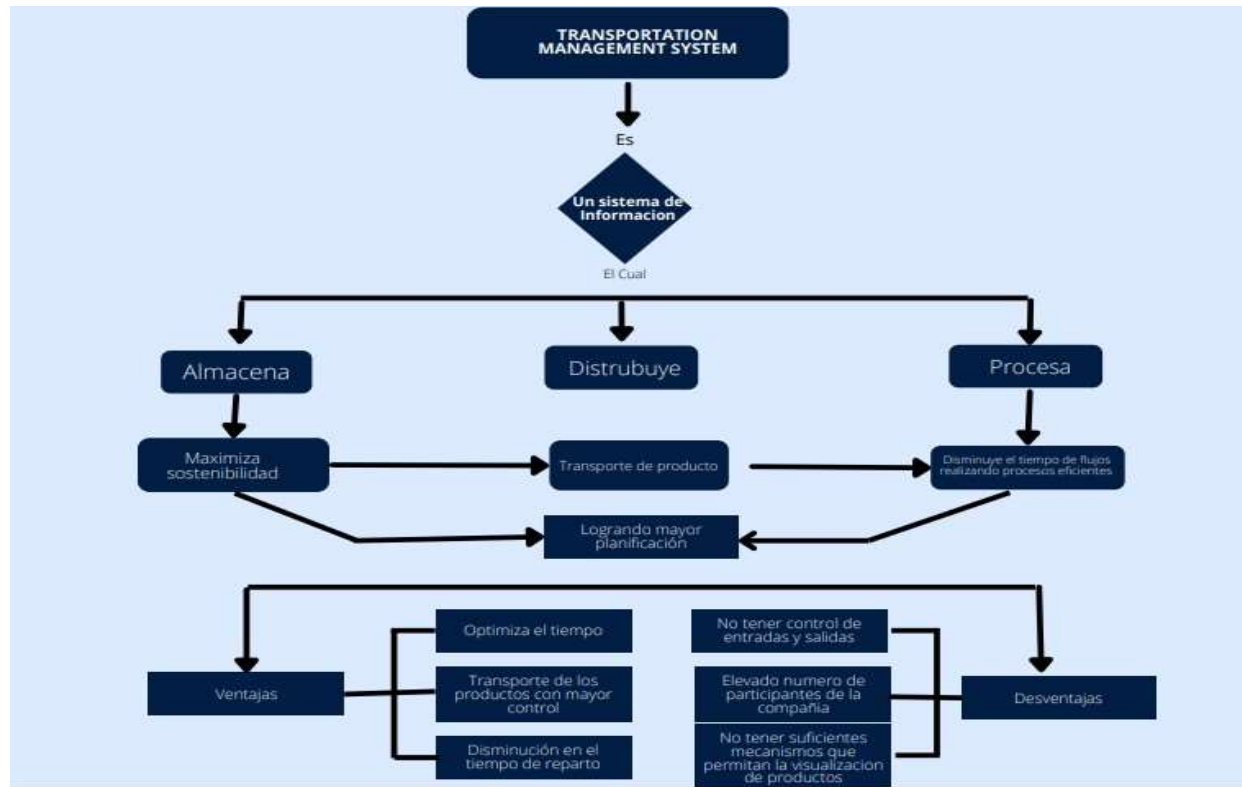 TRANSPORTATION
MANAGEMENT SYSTEM
Es
Un sistema de
Informacion
El Cual
Almacena
Distrubuye
Procesa
Maximiza
sostenibilidad
Transporte de producto
Disminuye el tiempo de flujos
realizando procesos eficientes
Logrando mayor
planificación
Ventajas
Optimiza el tiempo
Transporte de los
productos con mayor
control
Disminución en el
tiempo de reparto
No tener control de
entradas y salidas
Elevado numero de
participantes de la
compañia
No tener suficientes
mecanismos que
permitan la visualizacion
de productos
Desventajas